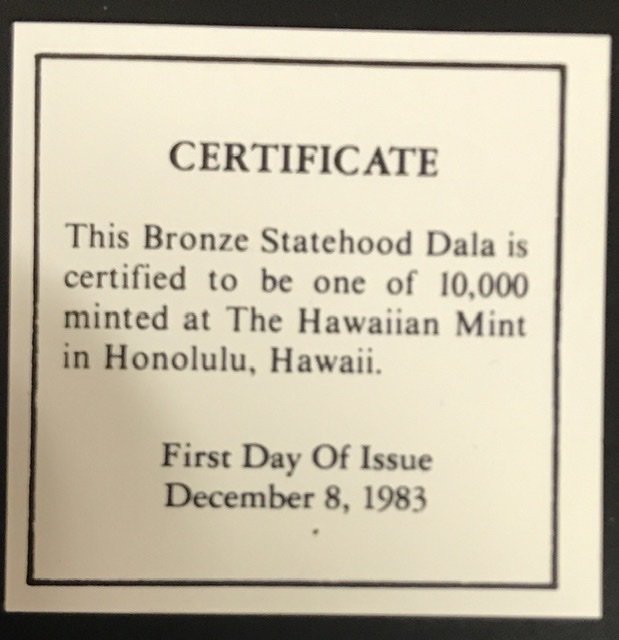 CERTIFICATE
This Bronze Statehood Dala is
certified to be one of 10,000
minted at The Hawaiian Mint
in Honolulu, Hawaii.
First Day Of Issue
December 8, 1983